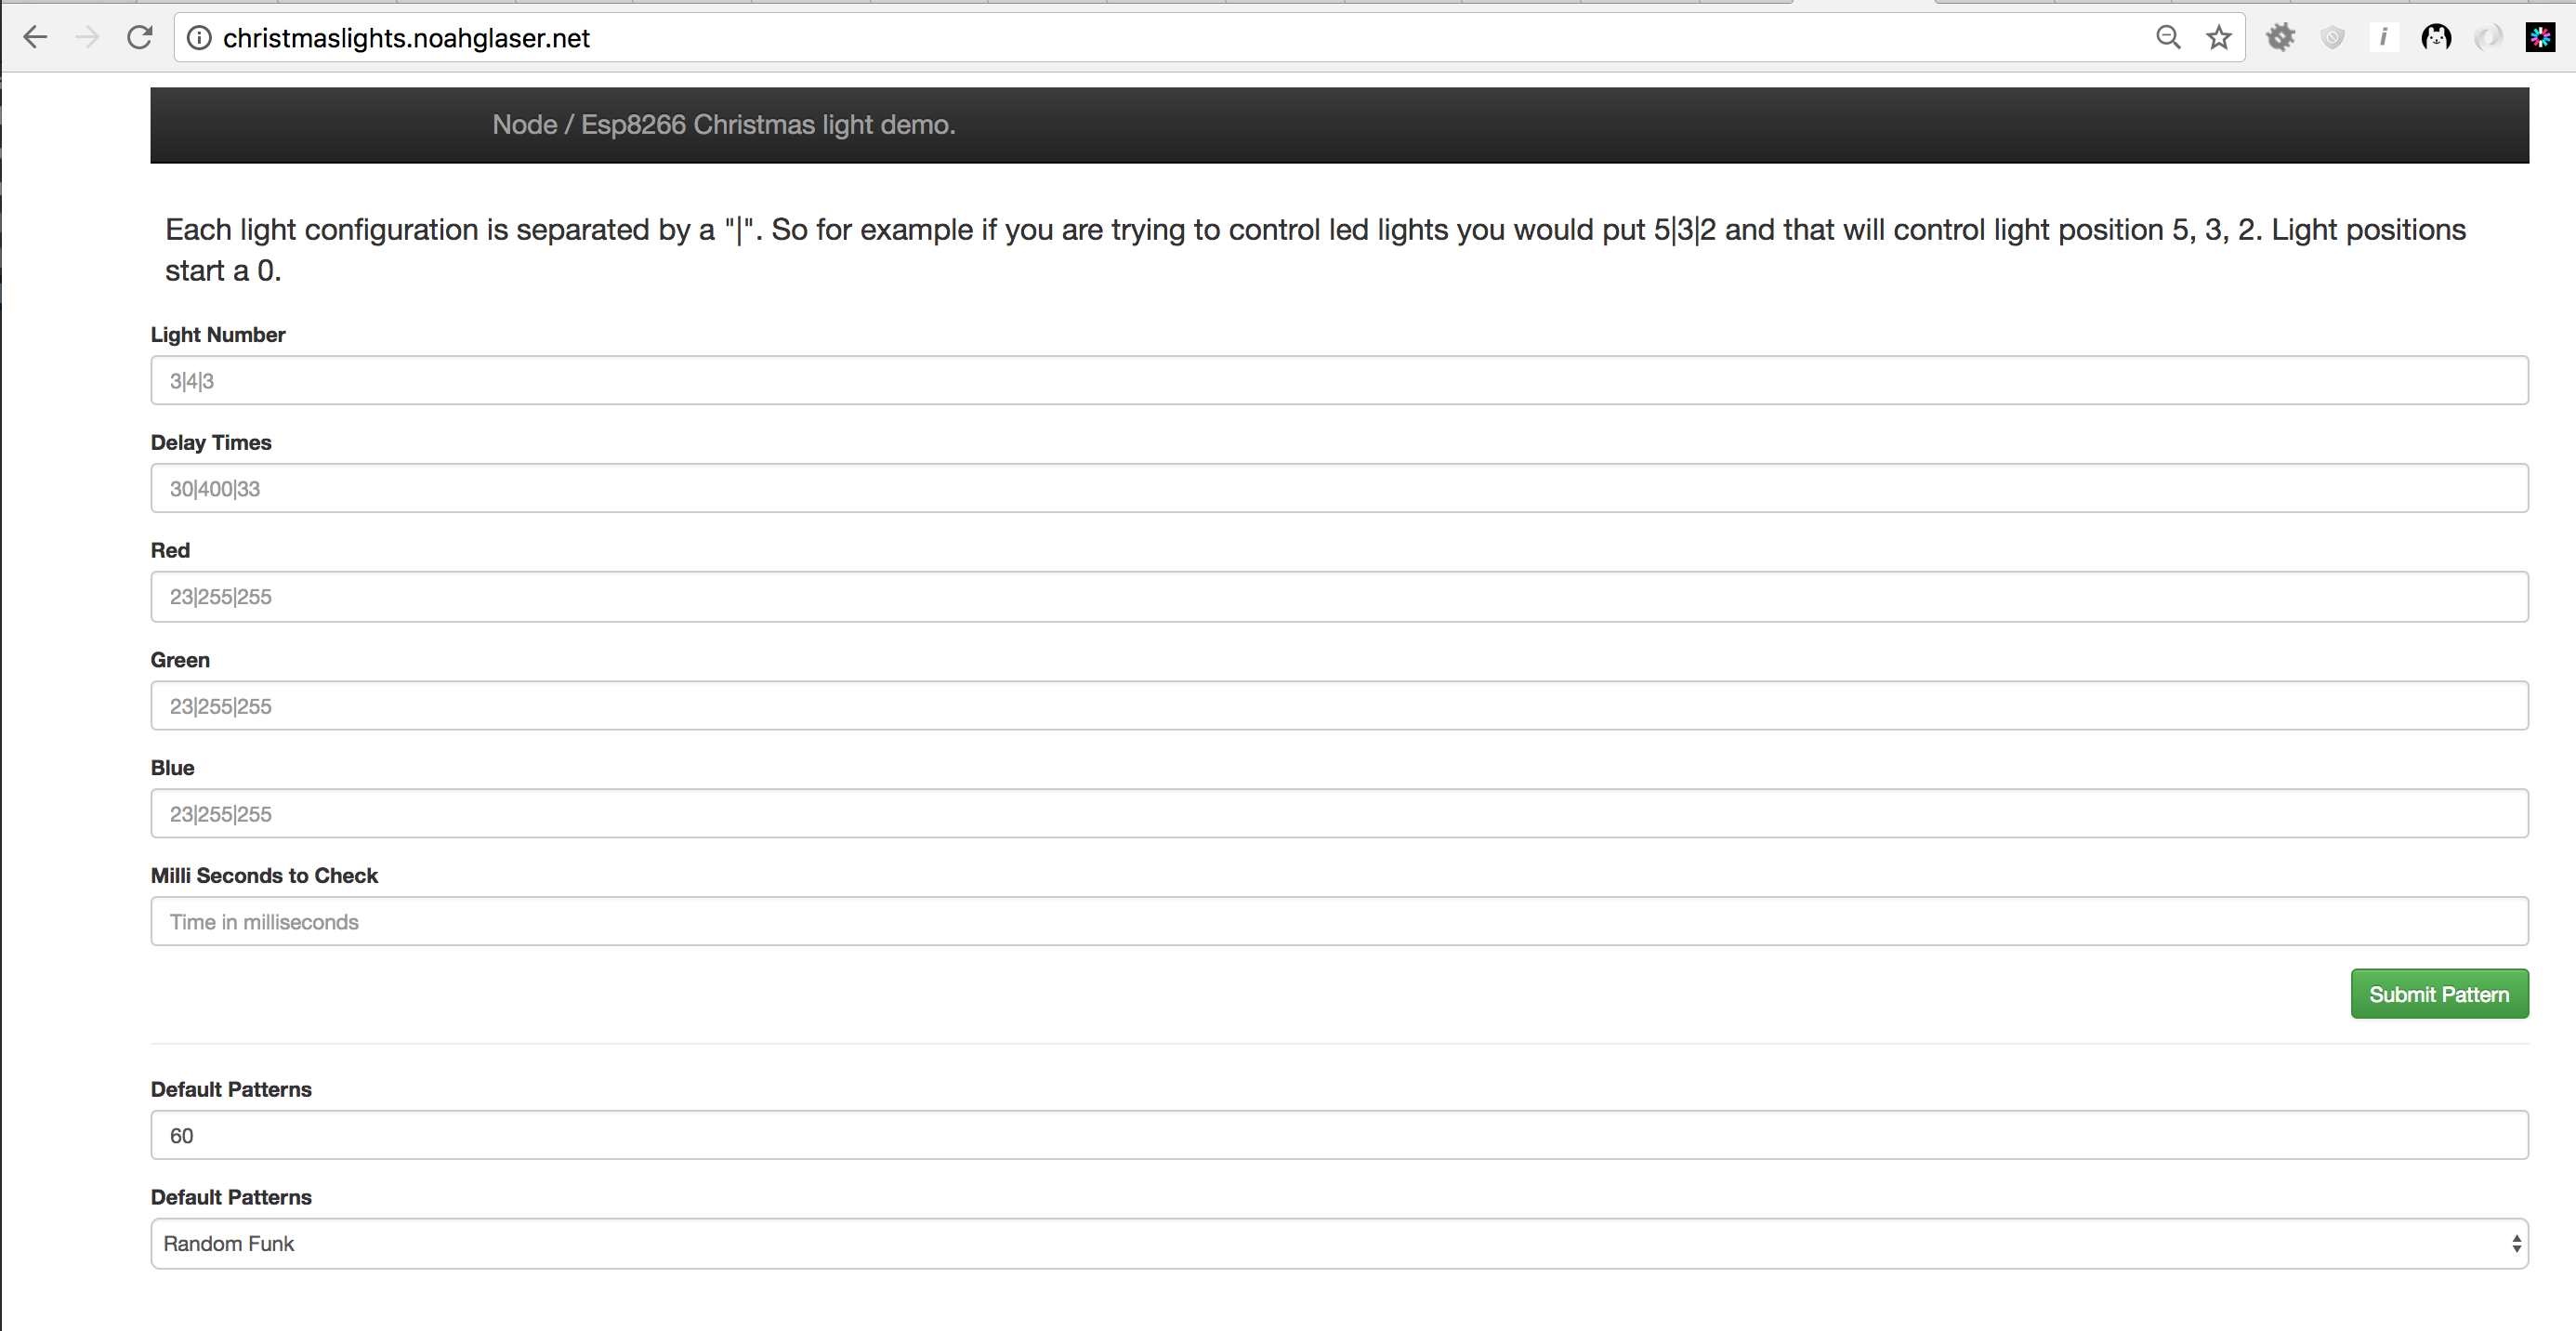 christmaslights.noahglaser.net
Node / Esp8266 Christmas light demo.
Each light configuration is separated by a "|". So for example if you are trying to control led lights you would put 5|3|2 and that will control light position 5, 3, 2. Light positions
start a 0.
Light Number
3|4|3
Delay Times
30|400|33
Red
23|255|255
Green
23|255|255
Blue
23|255|255
Milli Seconds to Check
Time in milliseconds
Submit Pattern
Default Patterns
60
Default Patterns
Random Funk